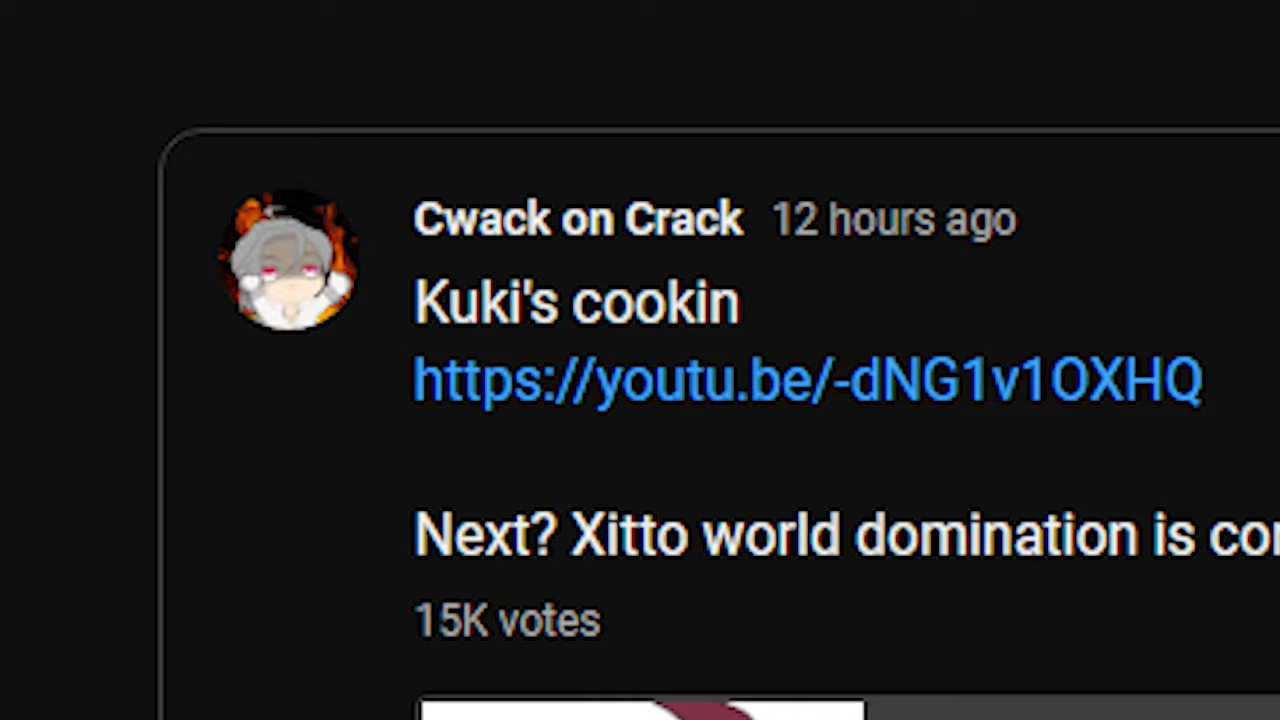 Cwack on Crack 12 hours ago
Kuki's cookin
https://youtu.be/-dNG1v1OXHQ
Next? Xitto world domination is
15K votes